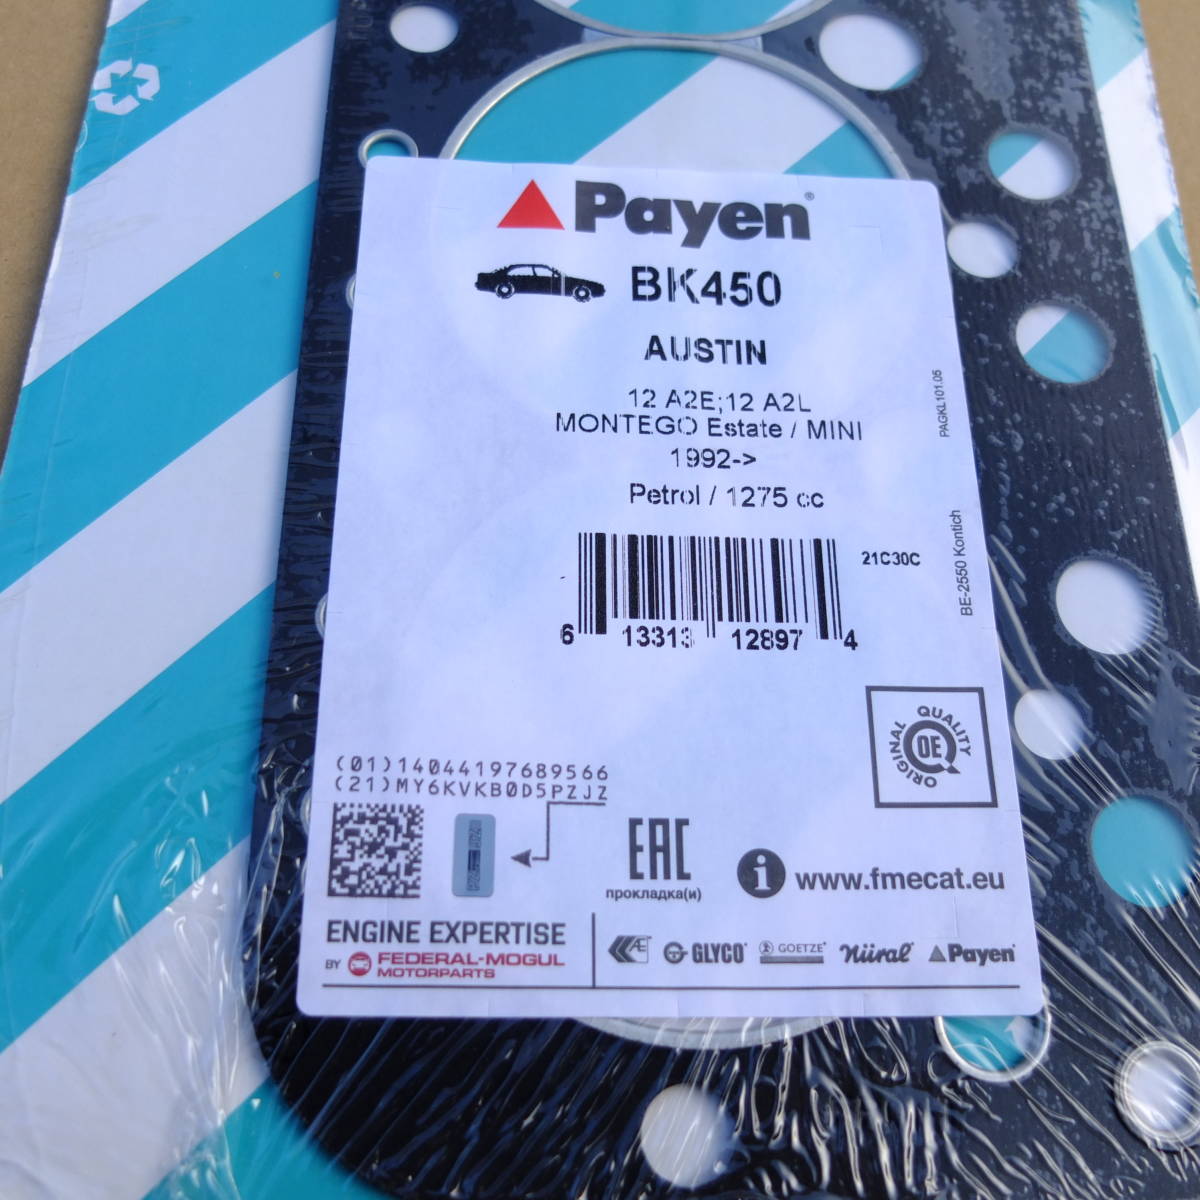 Payen®
BK450
AUSTIN
12 A2E;12 A2L
MONTEGO Estate / MINI
1992->
Petrol / 1275 cc
PAGKL101.05
BE-2550 Kontich
21C30C
6 13313 12897 4
ORIGINAL QUALITY
OE
(01)14044197689566
(21)MY6KVKB0D5PZJZ
EAC
прокладка(и)
i www.fmecat.eu
ENGINE EXPERTISE
BY FEDERAL-MOGUL
MOTORPARTS
AE GLYCO® GOETZE® Nüral® Payen®